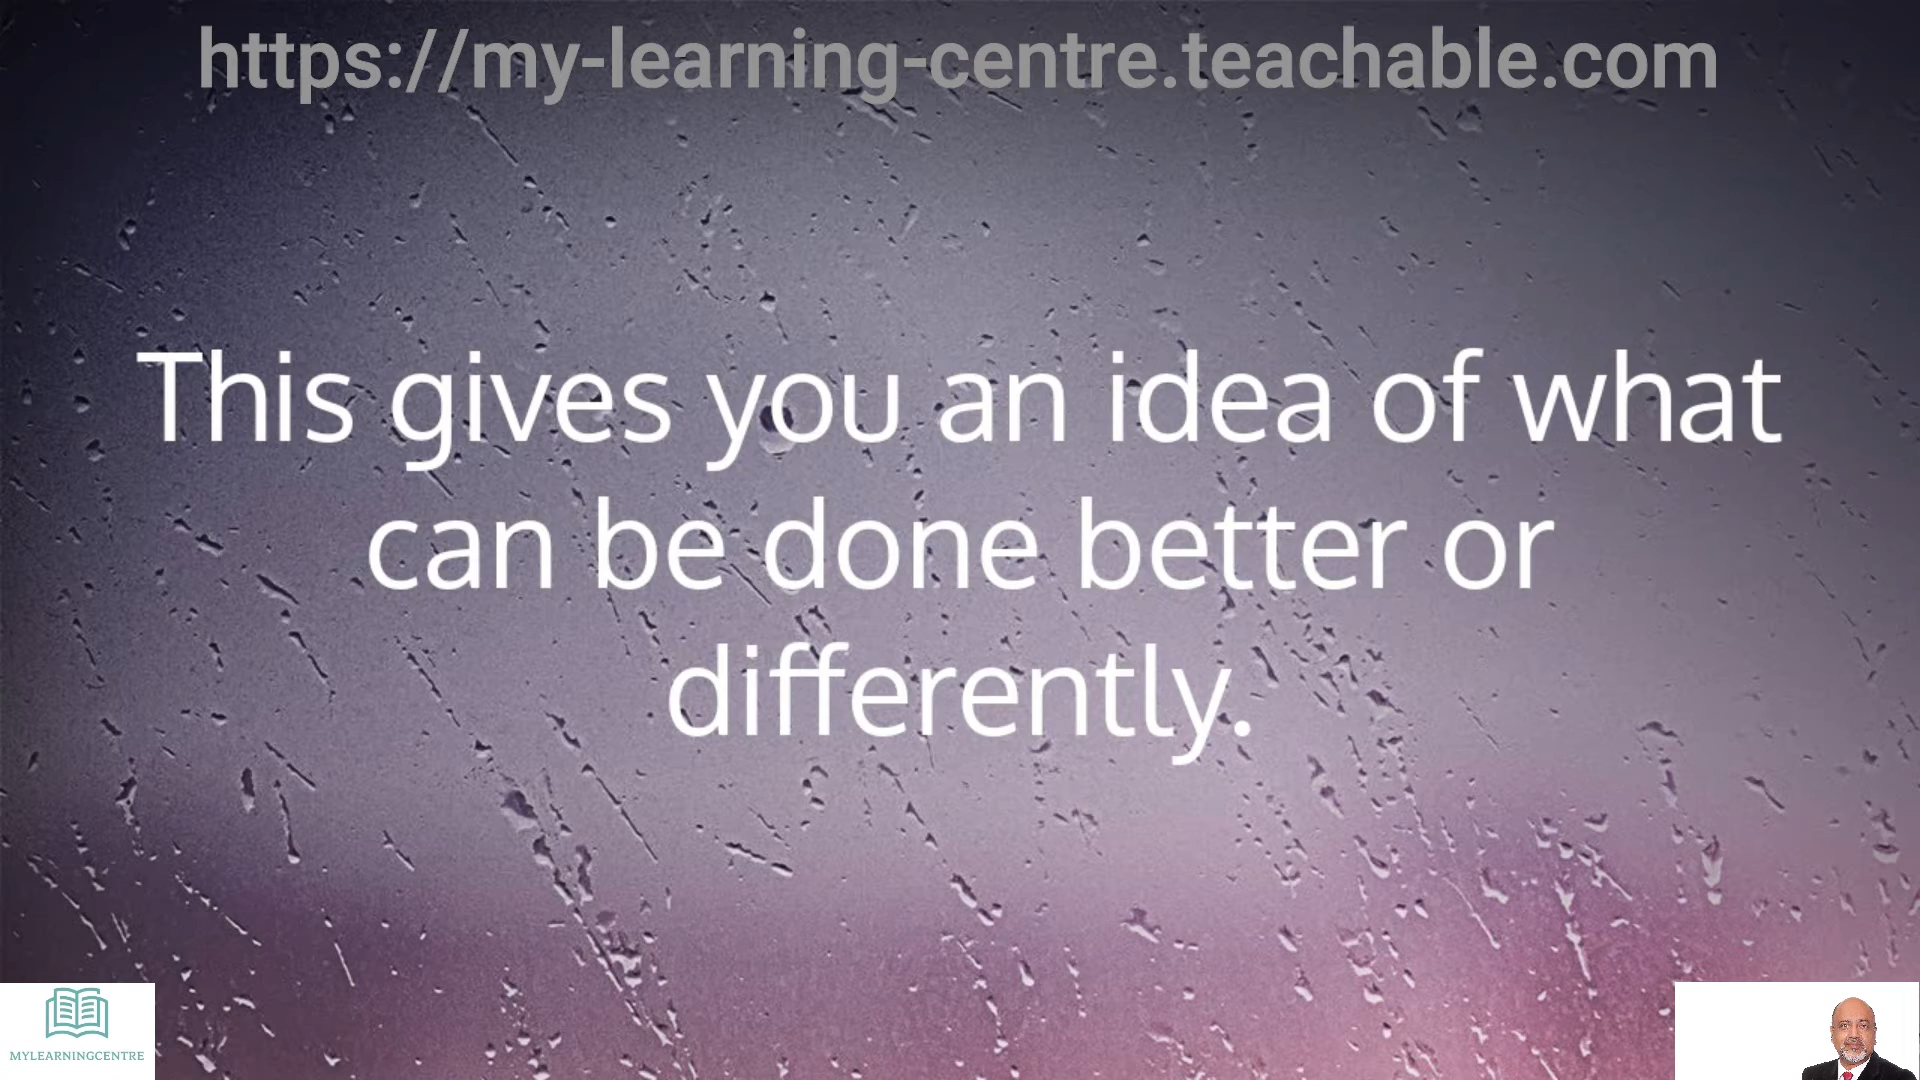 https://my-learning-centre.teachable.com
This gives you an idea of what
can be done better or
differently.
MYLEARNINGCENTRE